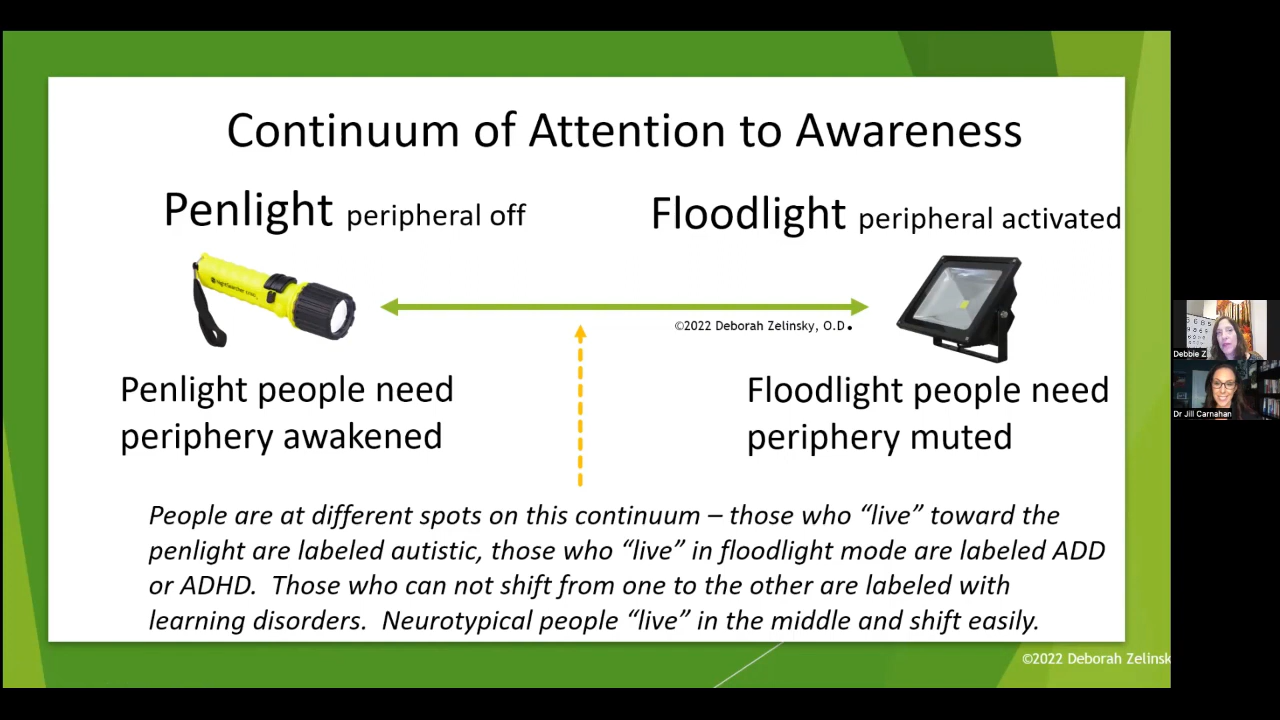 Continuum of Attention to Awareness
Penlight peripheral off
Floodlight peripheral activated
©2022 Deborah Zelinsky, O.D.
Penlight people need
periphery awakened
Floodlight people need
periphery muted
People are at different spots on this continuum – those who “live” toward the
penlight are labeled autistic, those who “live” in floodlight mode are labeled ADD
or ADHD.  Those who can not shift from one to the other are labeled with
learning disorders.  Neurotypical people “live” in the middle and shift easily.
©2022 Deborah Zelinsk
Debbie Z
Dr Jill Carnahan